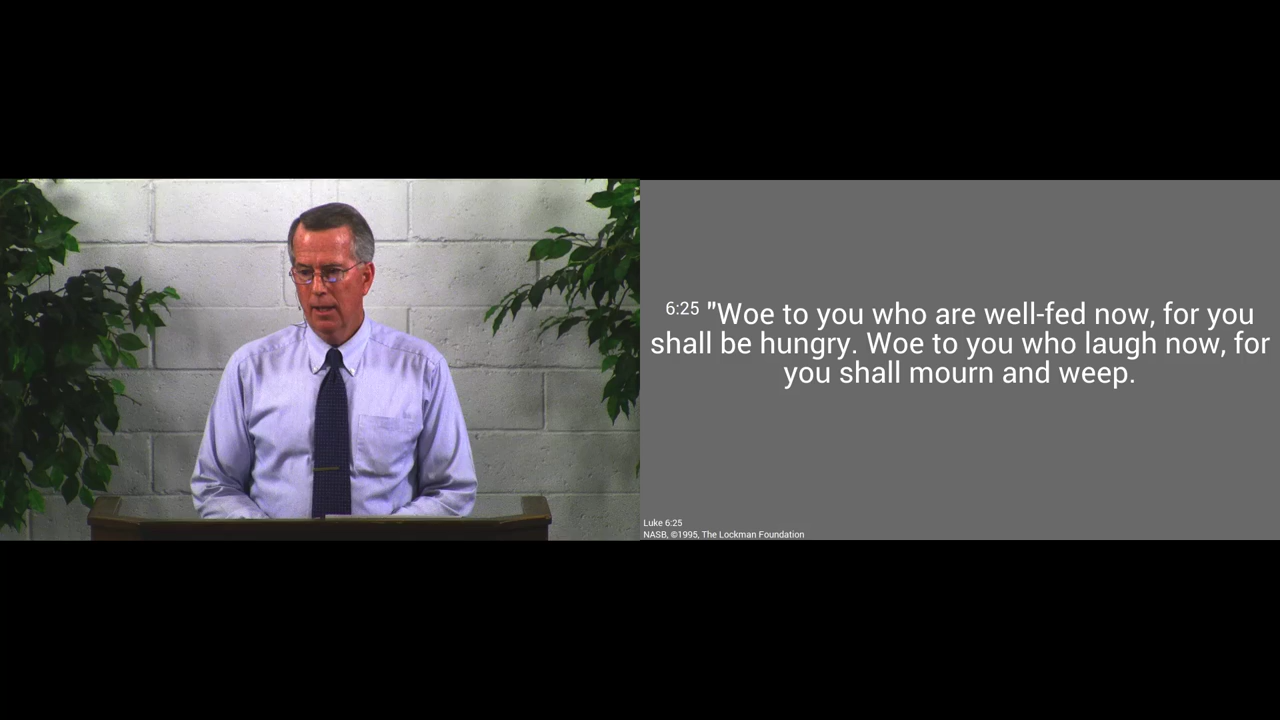 6:25 "Woe to you who are well-fed now, for you
shall be hungry. Woe to you who laugh now, for
you shall mourn and weep.
Luke 6:25
NASB, ©1995, The Lockman Foundation